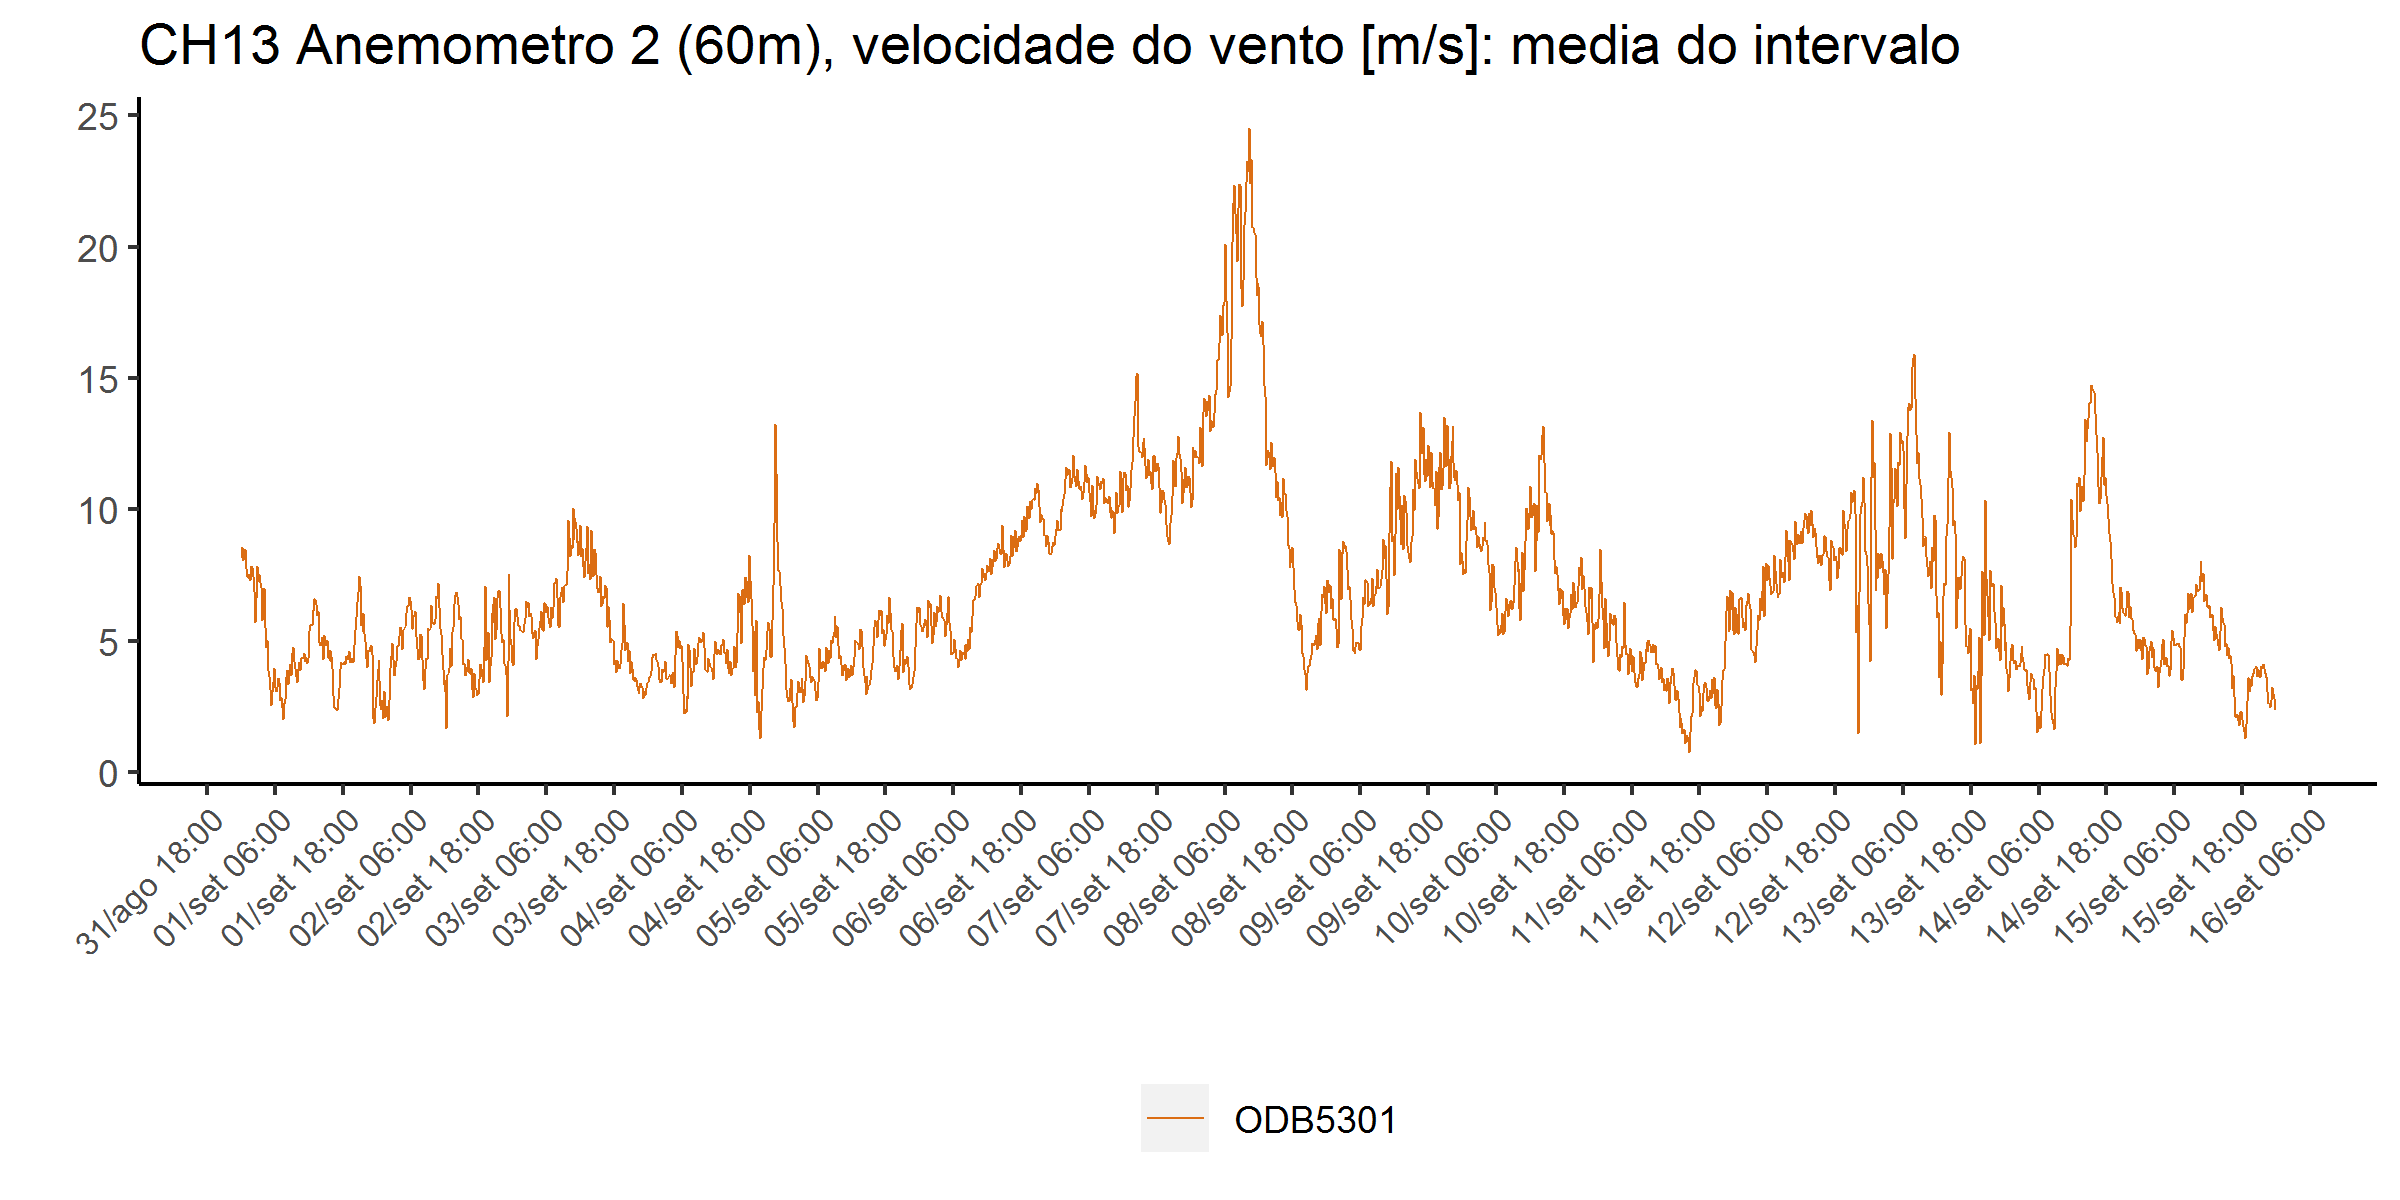 CH13 Anemometro 2 (60m), velocidade do vento [m/s]: media do intervalo
25
20
15
10
5
0
31/ago 18:00
01/set 06:00
01/set 18:00
02/set 06:00
02/set 18:00
03/set 06:00
03/set 18:00
04/set 06:00
04/set 18:00
05/set 06:00
05/set 18:00
06/set 06:00
06/set 18:00
07/set 06:00
07/set 18:00
08/set 06:00
08/set 18:00
09/set 06:00
09/set 18:00
10/set 06:00
10/set 18:00
11/set 06:00
11/set 18:00
12/set 06:00
12/set 18:00
13/set 06:00
13/set 18:00
14/set 06:00
14/set 18:00
15/set 06:00
15/set 18:00
16/set 06:00
ODB5301